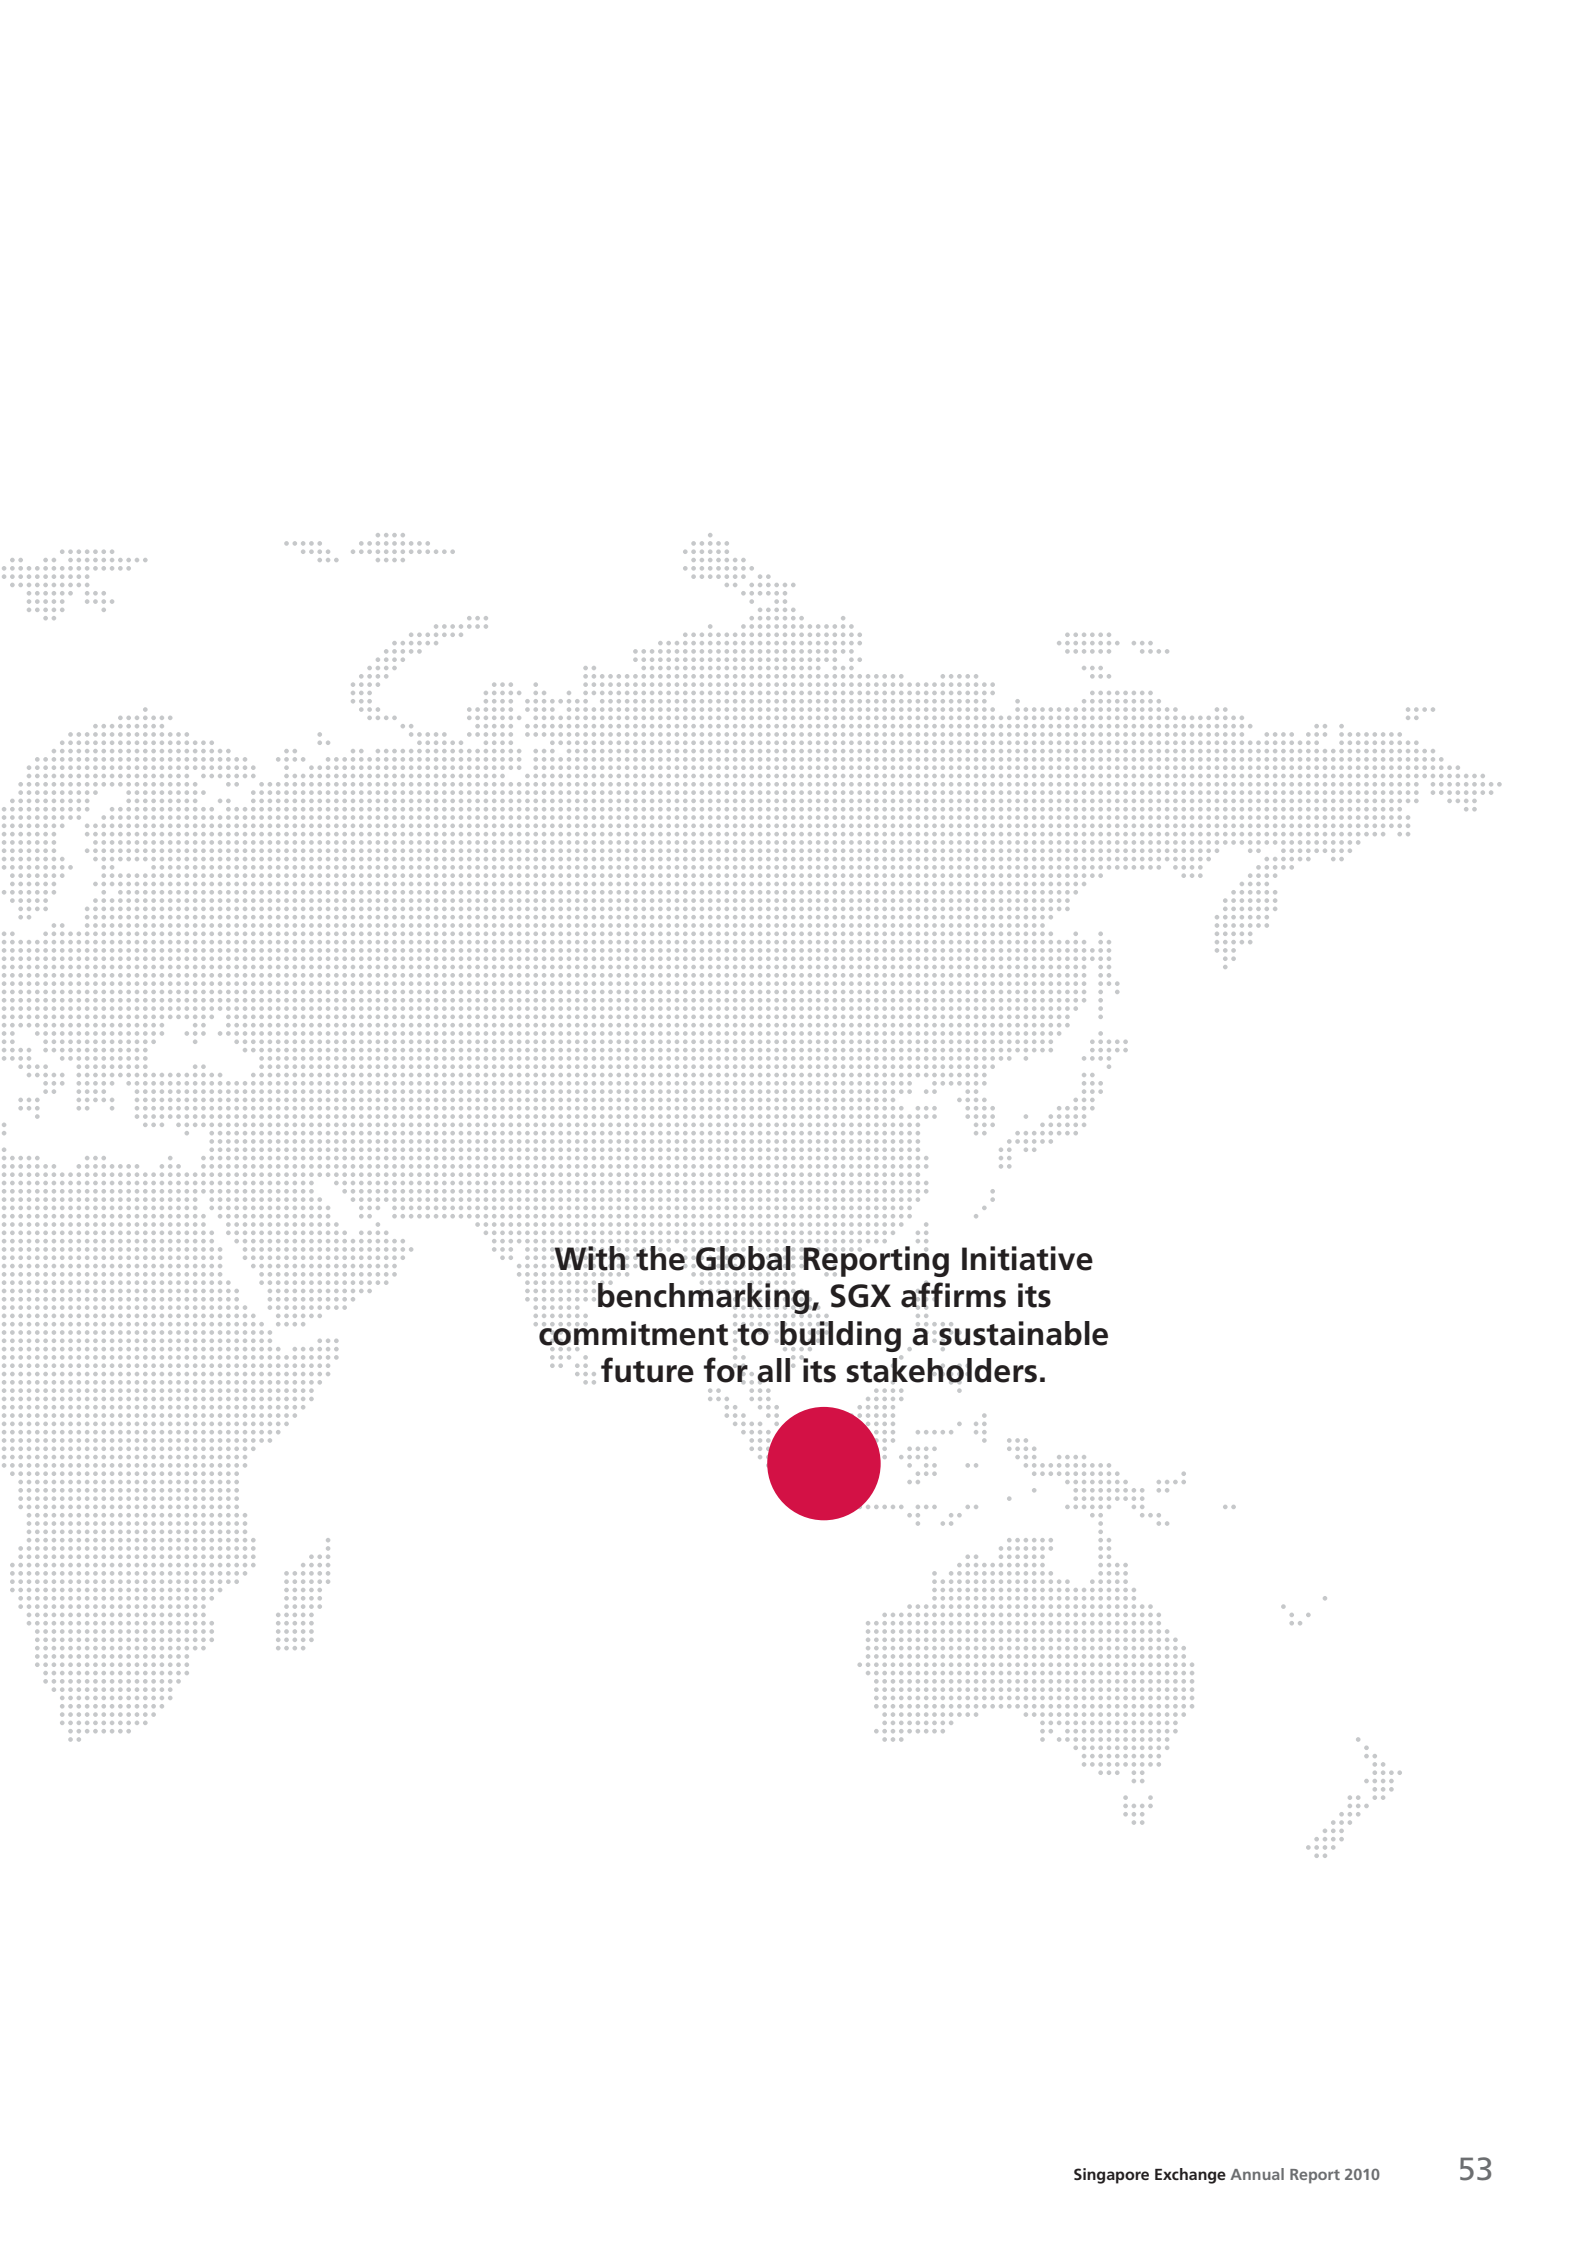 With the Global Reporting Initiative
benchmarking, SGX affirms its
commitment to building a sustainable
future for all its stakeholders.
Singapore Exchange Annual Report 2010 53